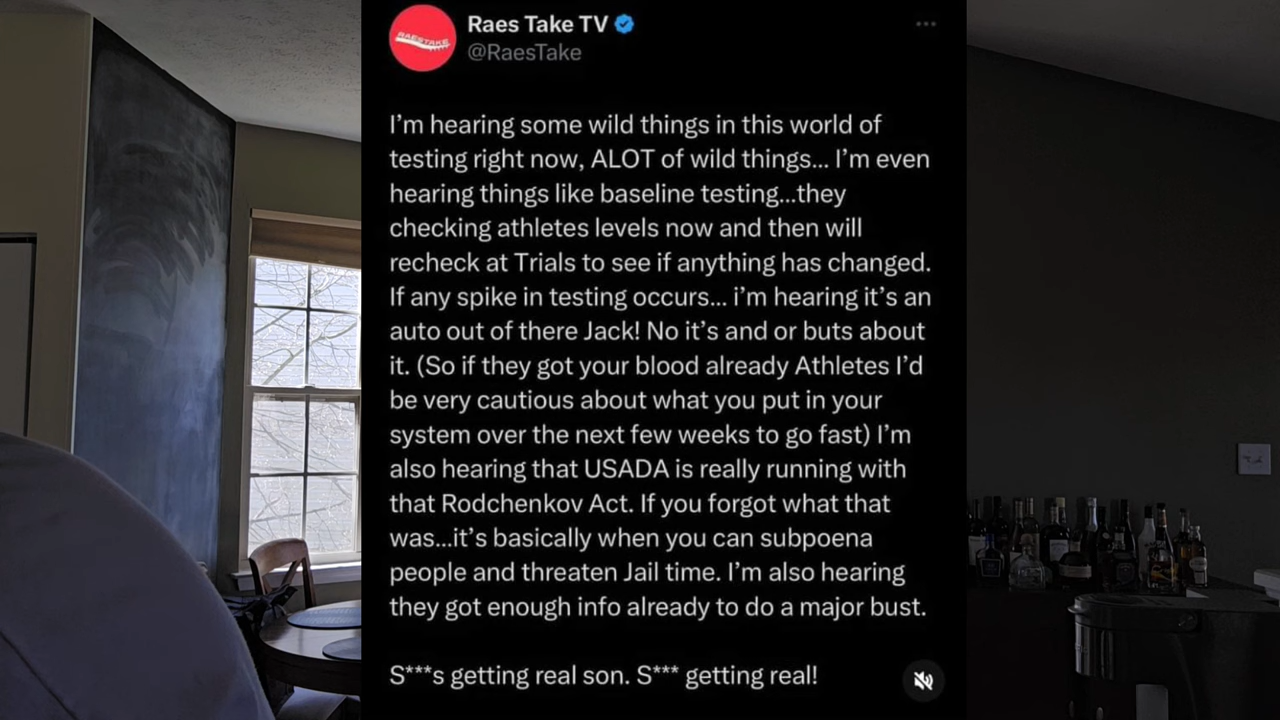 RAESTAKE
Raes Take TV
@RaesTake
I'm hearing some wild things in this world of
testing right now, ALOT of wild things... I'm even
hearing things like baseline testing...they
checking athletes levels now and then will
recheck at Trials to see if anything has changed.
If any spike in testing occurs... i'm hearing it's an
auto out of there Jack! No it's and or buts about
it. (So if they got your blood already Athletes I'd
be very cautious about what you put in your
system over the next few weeks to go fast) I'm
also hearing that USADA is really running with
that Rodchenkov Act. If you forgot what that
was...it's basically when you can subpoena
people and threaten Jail time. I'm also hearing
they got enough info already to do a major bust.
S***s getting real son. S*** getting real!